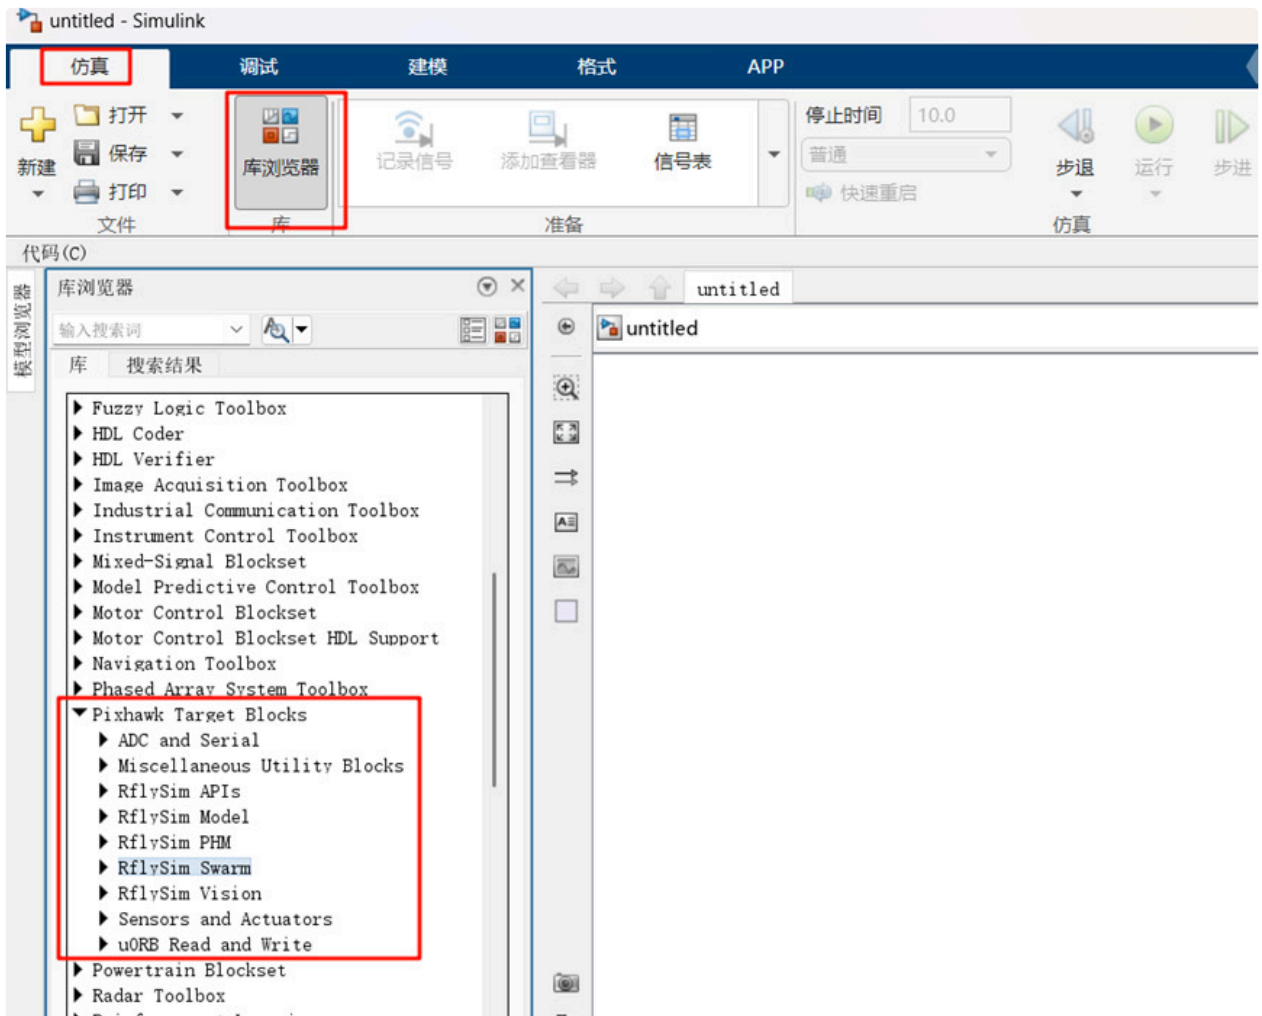 untitled - Simulink
仿真 调试 建模 格式 APP
新建
打开
保存
打印
文件
库浏览器
库
记录信号 添加查看器 信号表
准备
停止时间 10.0
普通
快速重启
步退 运行 步进
仿真
代码(C)
模型浏览器
库浏览器
输入搜索词
库 搜索结果
Fuzzy Logic Toolbox
HDL Coder
HDL Verifier
Image Acquisition Toolbox
Industrial Communication Toolbox
Instrument Control Toolbox
Mixed-Signal Blockset
Model Predictive Control Toolbox
Motor Control Blockset
Motor Control Blockset HDL Support
Navigation Toolbox
Phased Array System Toolbox
Pixhawk Target Blocks
ADC and Serial
Miscellaneous Utility Blocks
RflySim APIs
RflySim Model
RflySim PHM
RflySim Swarm
RflySim Vision
Sensors and Actuators
uORB Read and Write
Powertrain Blockset
Radar Toolbox
untitled
untitled